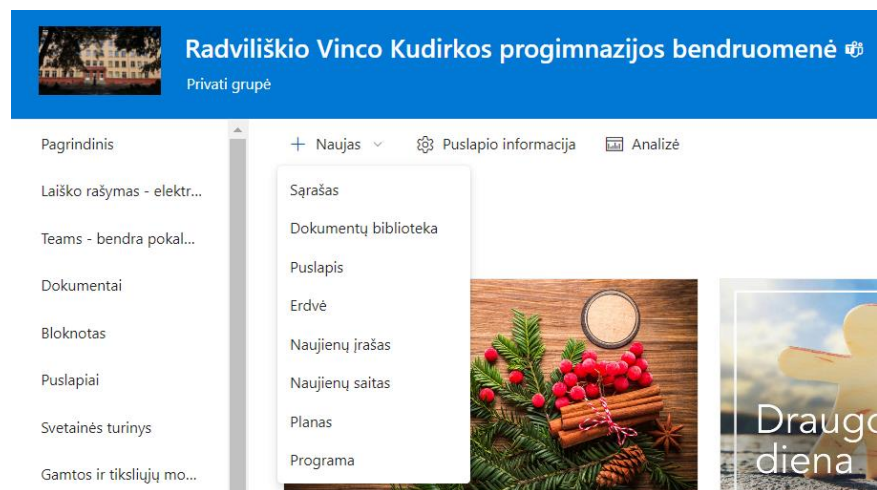 Radviliškio Vinco Kudirkos progimnazijos bendruomenė
Privati grupė
Naujas
Puslapio informacija
Analizė
Pagrindinis
Laiško rašymas - elektr...
Teams - bendra pokal...
Dokumentai
Bloknotas
Puslapiai
Svetainės turinys
Gamtos ir tiksliųjų mo...
Sąrašas
Dokumentų biblioteka
Puslapis
Erdvė
Naujienų įrašas
Naujienų saitas
Planas
Programa
Draugo
diena